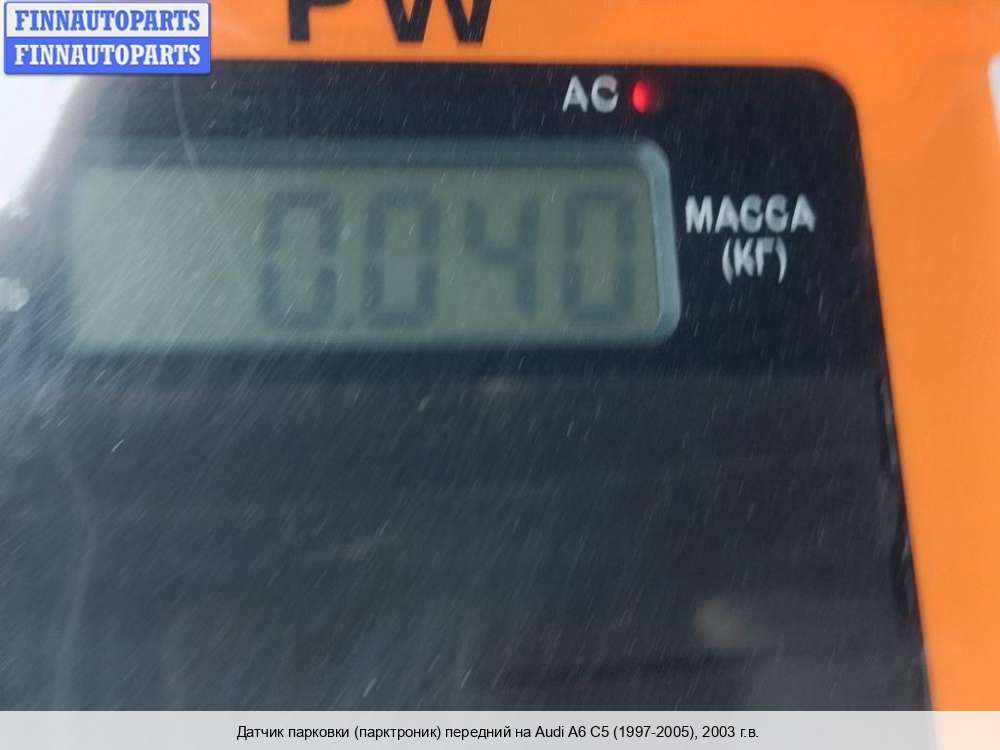 FINNAUTOPARTS
FINNAUTOPARTS
PW
AC
0.040
МАССА
(КГ)
Датчик парковки (парктроник) передний на Audi A6 C5 (1997-2005), 2003 г.в.